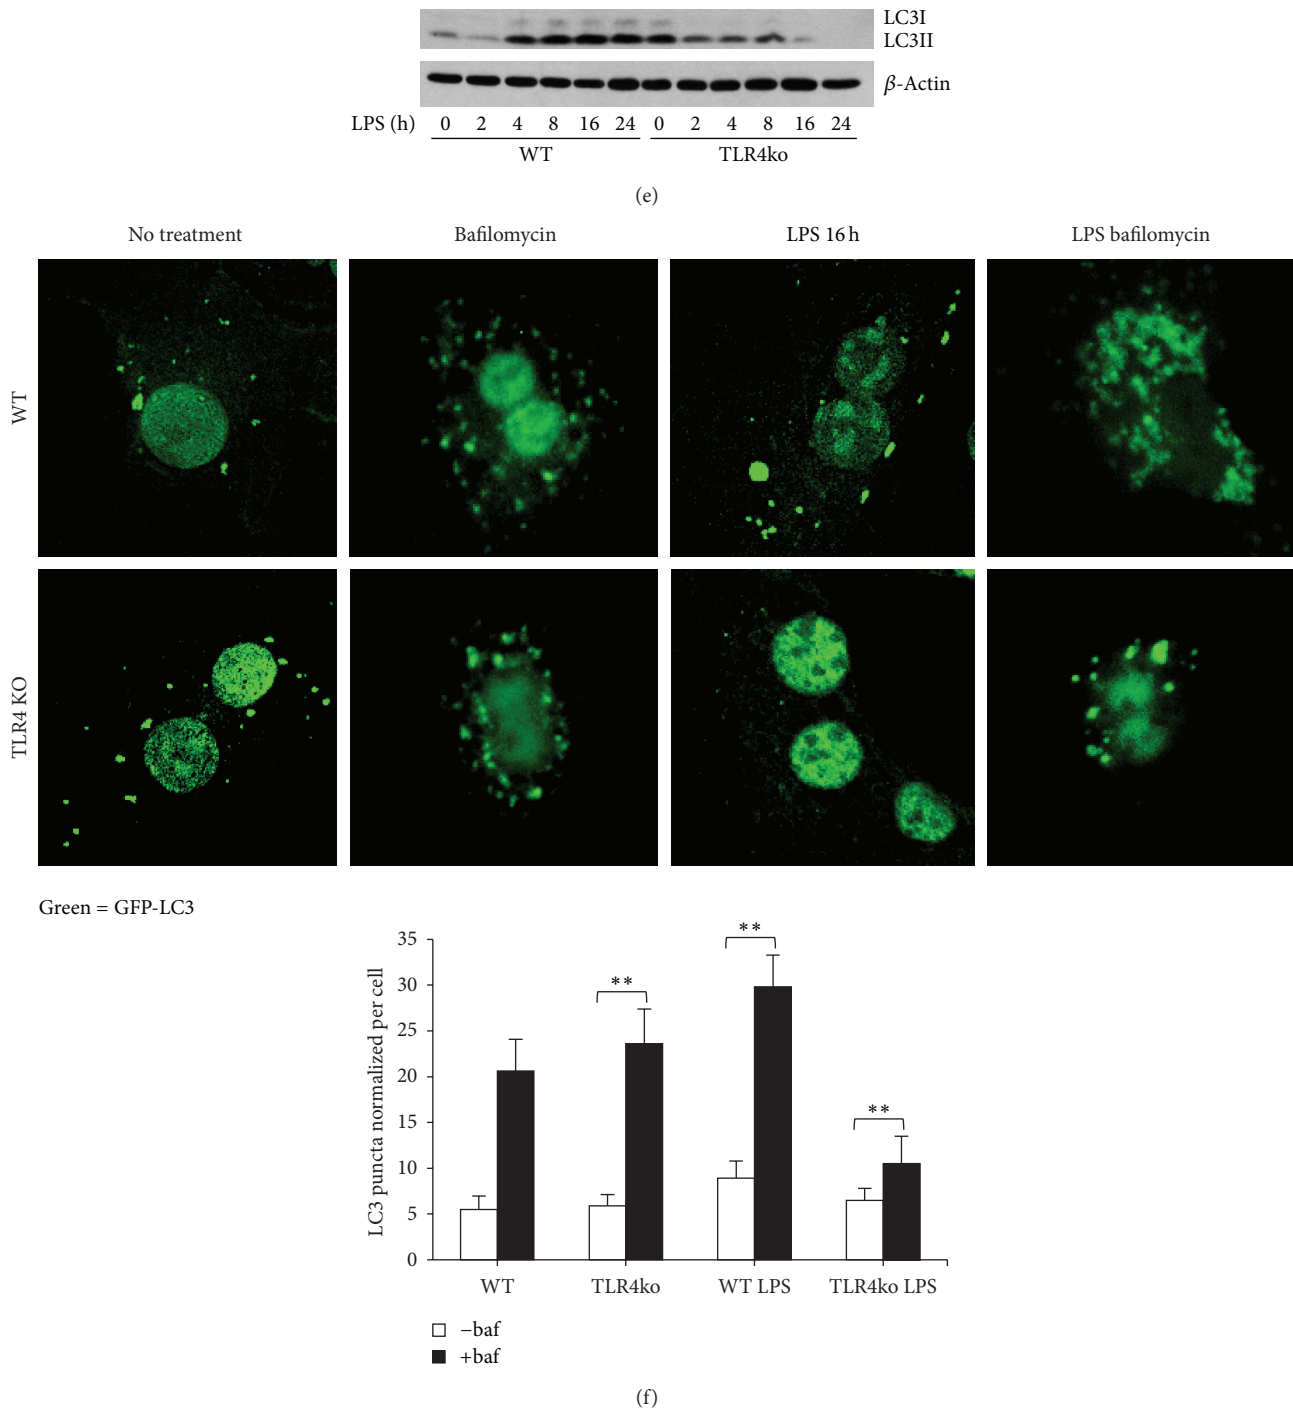 LC3I
LC3II
β-Actin
LPS (h) 0 2 4 8 16 24 0 2 4 8 16 24
WT TLR4ko
(e)
No treatment Bafilomycin LPS 16 h LPS bafilomycin
WT
TLR4 KO
Green = GFP-LC3
LC3 puncta normalized per cell
35
30
25
20
15
10
5
0
** ** **
WT TLR4ko WT LPS TLR4ko LPS
−baf
+baf
(f)